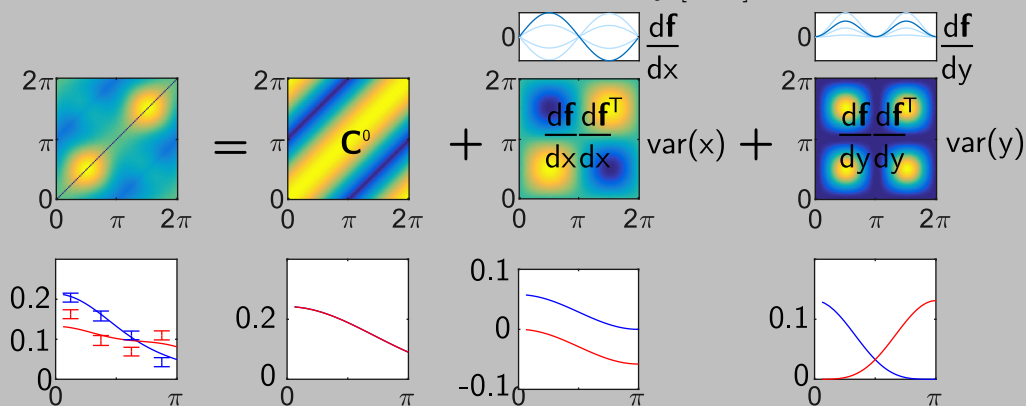 0 df/dx 0 df/dy
2π 2π 2π 2π
π = π C⁰ + π df/dx df/dx ᵀ var(x) + π df/dy df/dy ᵀ var(y)
0 0 0 0
0 π 2π 0 π 2π 0 π 2π 0 π 2π
0.2 0.1 0
0.2 0
0.1 0 -0.1
0.1 0
0 π 0 π 0 π 0 π